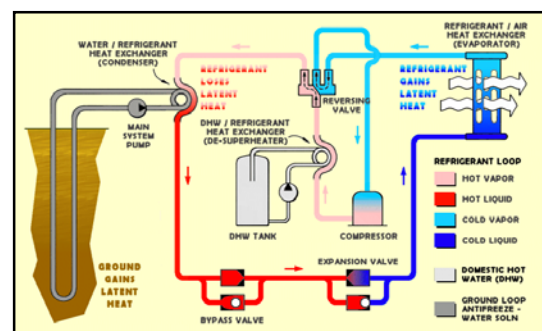 WATER / REFRIGERANT
HEAT EXCHANGER
(CONDENSER)
REFRIGERANT
LOSES
LATENT
HEAT
MAIN
SYSTEM
PUMP
DHW / REFRIGERANT
HEAT EXCHANGER
(DE-SUPERHEATER)
DHW TANK
REVERSING
VALVE
COMPRESSOR
REFRIGERANT
GAINS
LATENT
HEAT
REFRIGERANT / AIR
HEAT EXCHANGER
(EVAPORATOR)
GROUND
GAINS
LATENT
HEAT
BYPASS VALVE
EXPANSION VALVE
REFRIGERANT LOOP
HOT VAPOR
HOT LIQUID
COLD VAPOR
COLD LIQUID
DOMESTIC HOT
WATER (DHW)
GROUND LOOP
ANTIFREEZE -
WATER SOLN